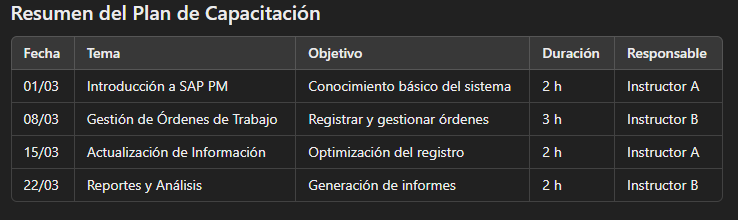 Resumen del Plan de Capacitación
Fecha Tema Objetivo Duración Responsable
01/03 Introducción a SAP PM Conocimiento básico del sistema 2 h Instructor A
08/03 Gestión de Órdenes de Trabajo Registrar y gestionar órdenes 3 h Instructor B
15/03 Actualización de Información Optimización del registro 2 h Instructor A
22/03 Reportes y Análisis Generación de informes 2 h Instructor B